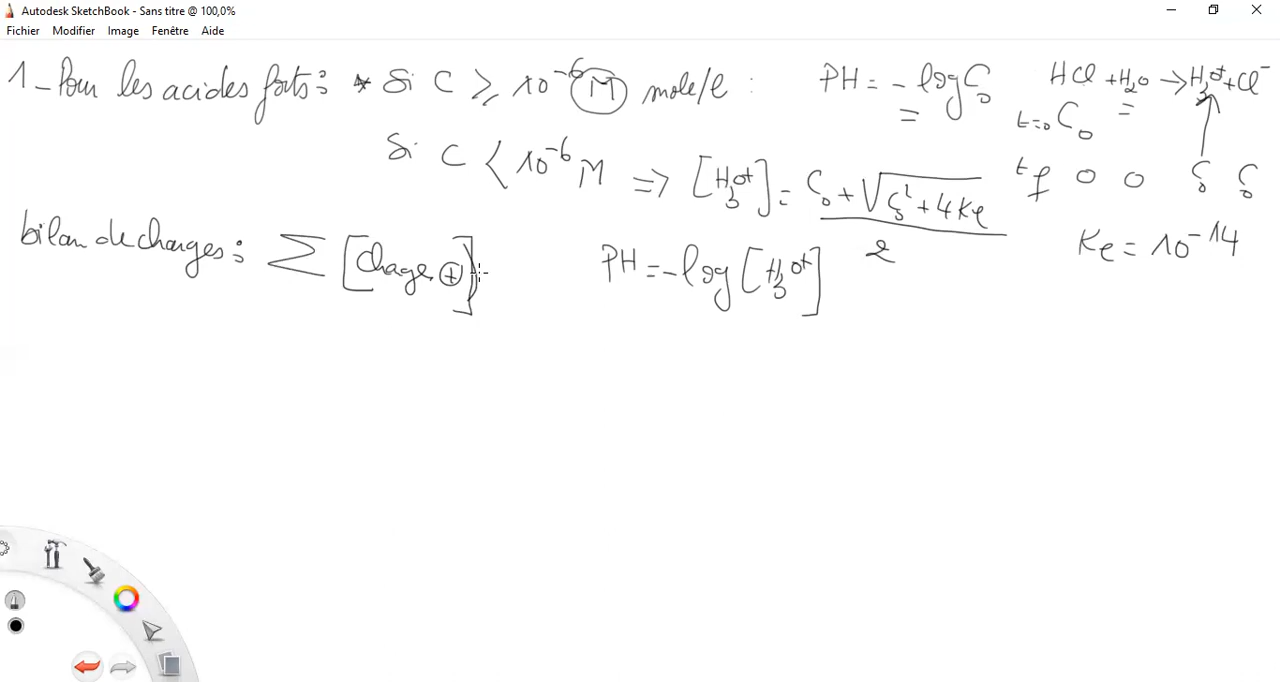 Autodesk SketchBook - Sans titre @ 100,0%
Fichier Modifier Image Fenêtre Aide
1 - Pour les acides forts : * Si C ≥ 10⁻⁶ M mole/l : PH = - log C₀ HCl + H₂O → H₃O⁺ + Cl⁻
t=0 C₀ =
Si C < 10⁻⁶ M => [H₃O⁺] = (C₀ + √(C₀² + 4Ke)) / 2
tf 0 0 C₀ C₀
bilan de charges : Σ [Chage ⊕] PH = - log [H₃O⁺] Ke = 10⁻¹⁴